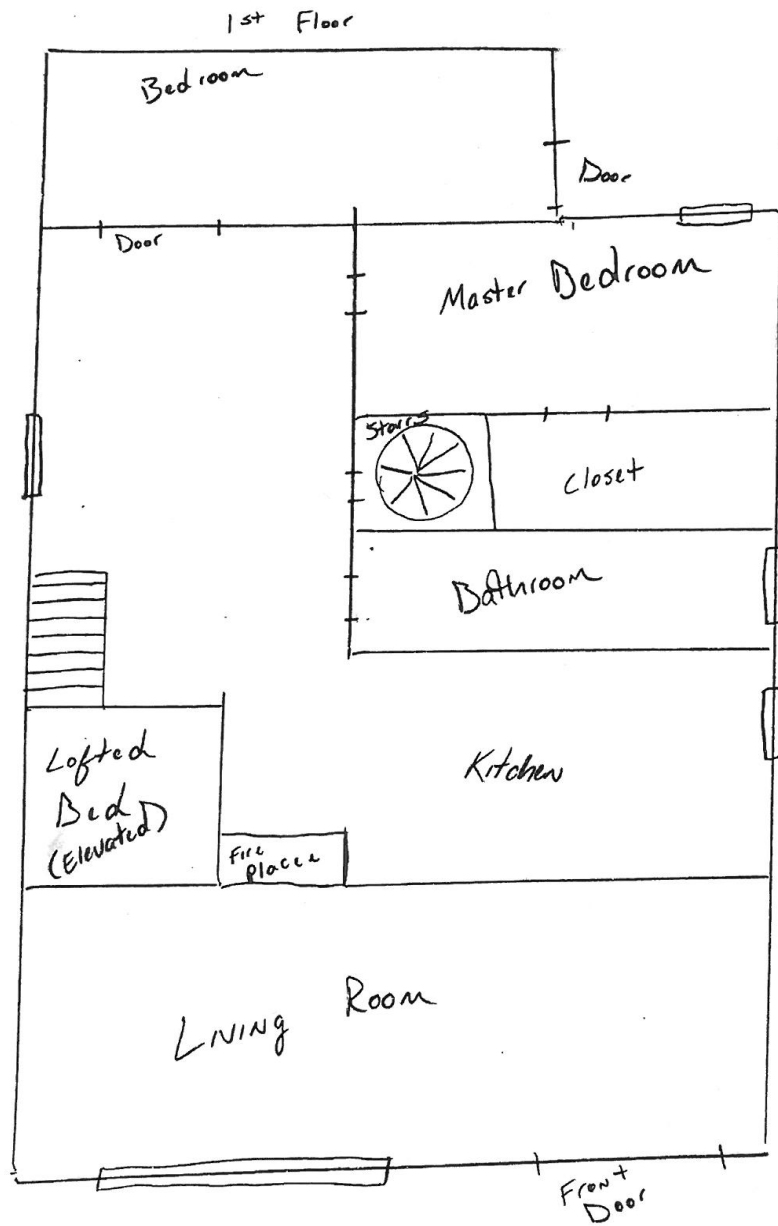 1st Floor
Bedroom
Door
Door
Master Bedroom
Stairs
Closet
Bathroom
Kitchen
Lofted
Bed
(Elevated)
Fire
Place
Living Room
Front
Door